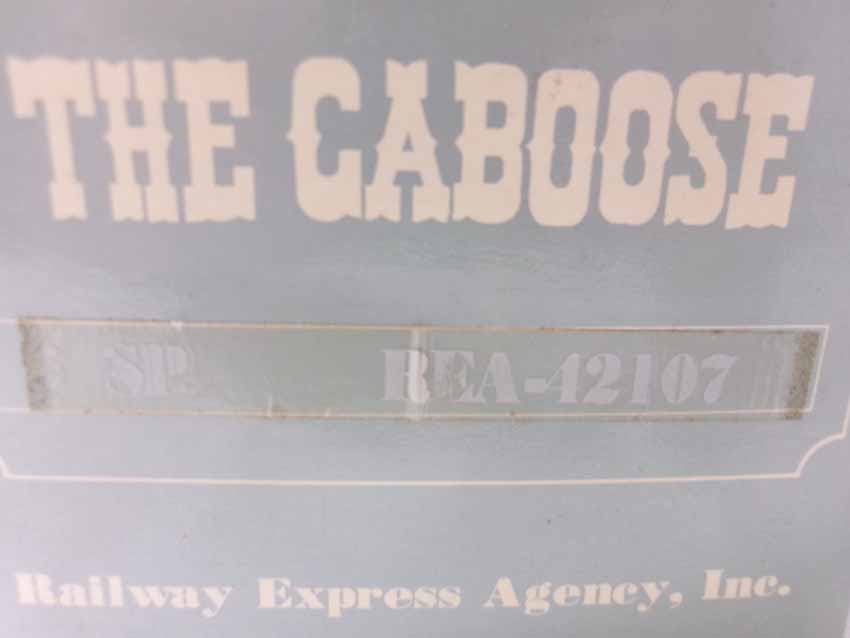 THE CABOOSE
SP. REA-42107
Railway Express Agency, Inc.